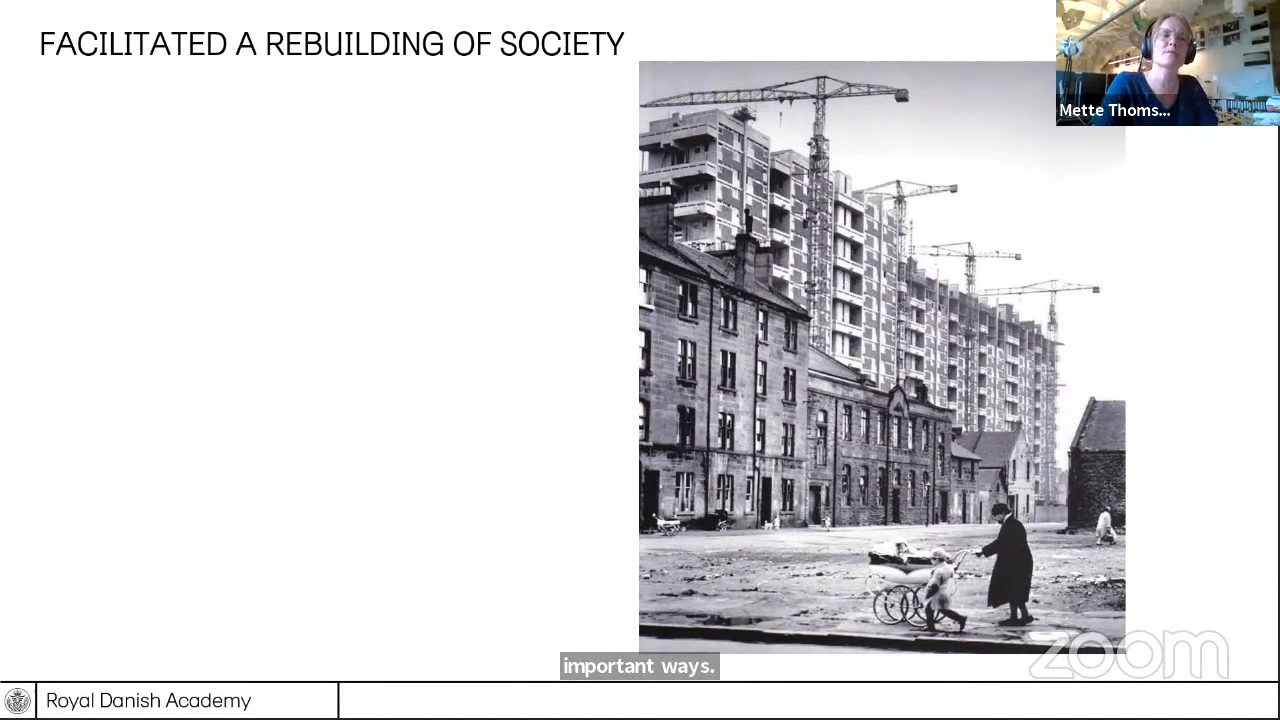 FACILITATED A REBUILDING OF SOCIETY
Mette Thoms...
important ways.
zoom
Royal Danish Academy